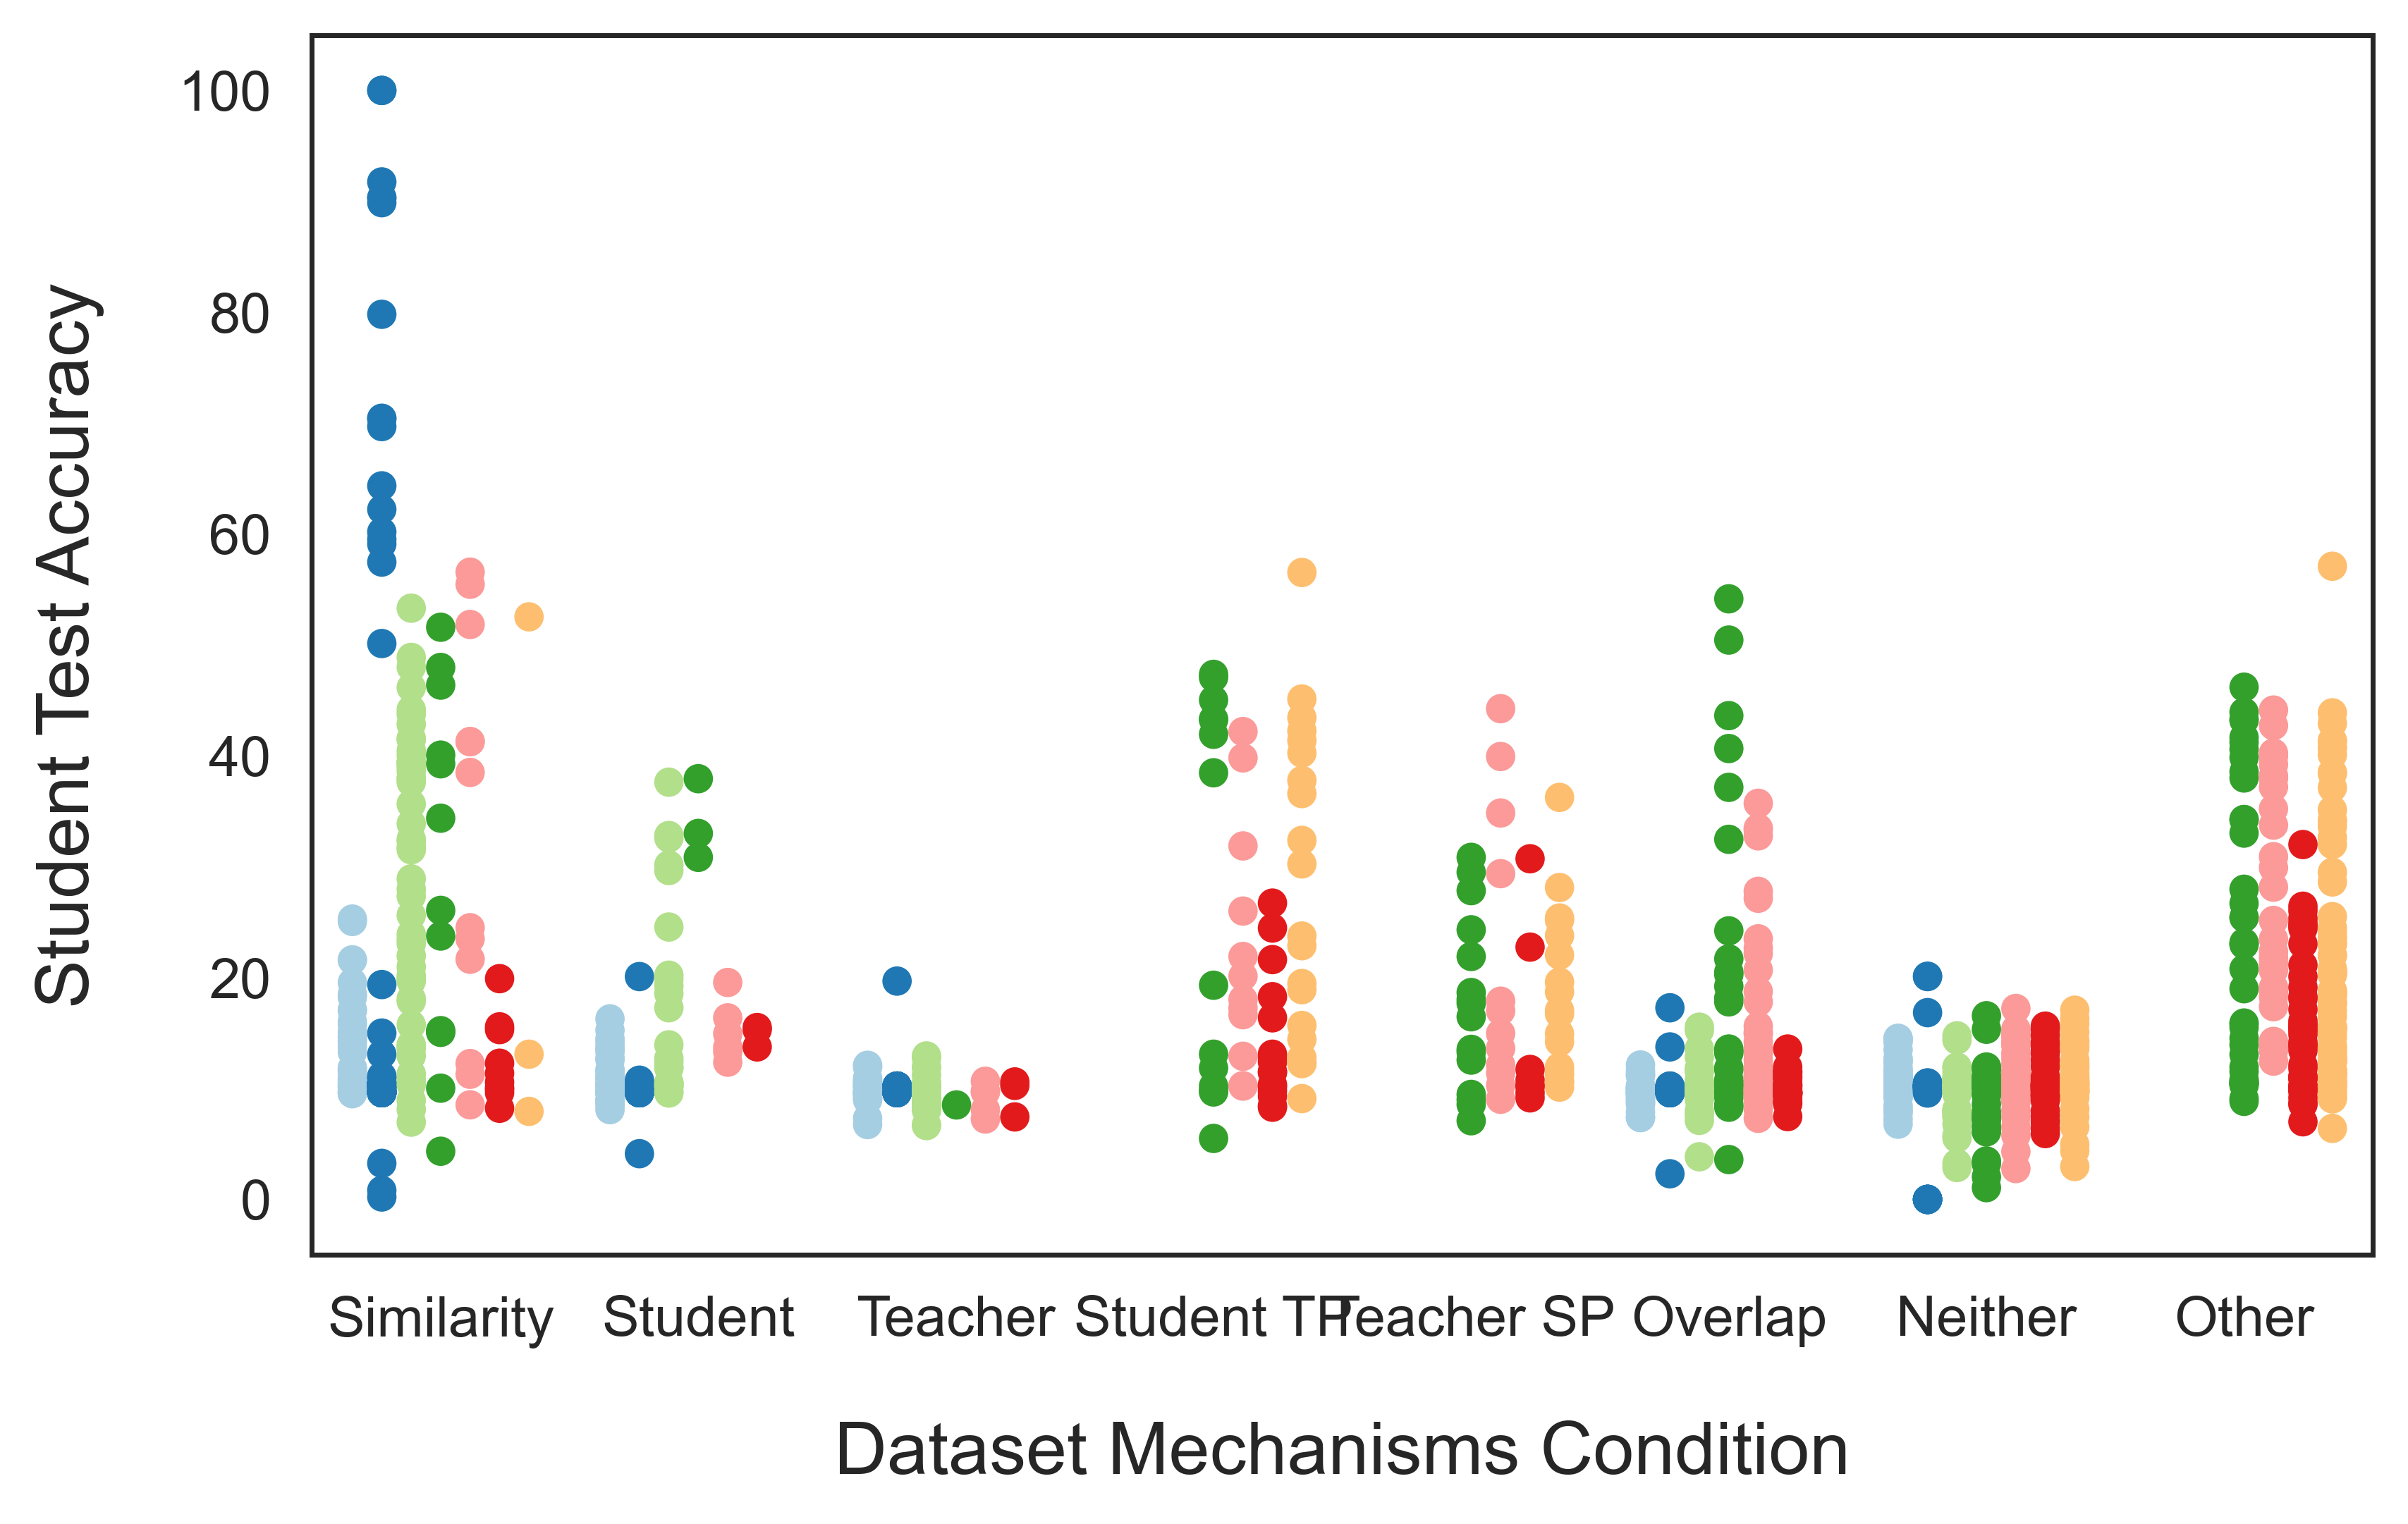 Student Test Accuracy
100
80
60
40
20
0
Similarity Student Teacher Student TP Teacher SP Overlap Neither Other
Dataset Mechanisms Condition